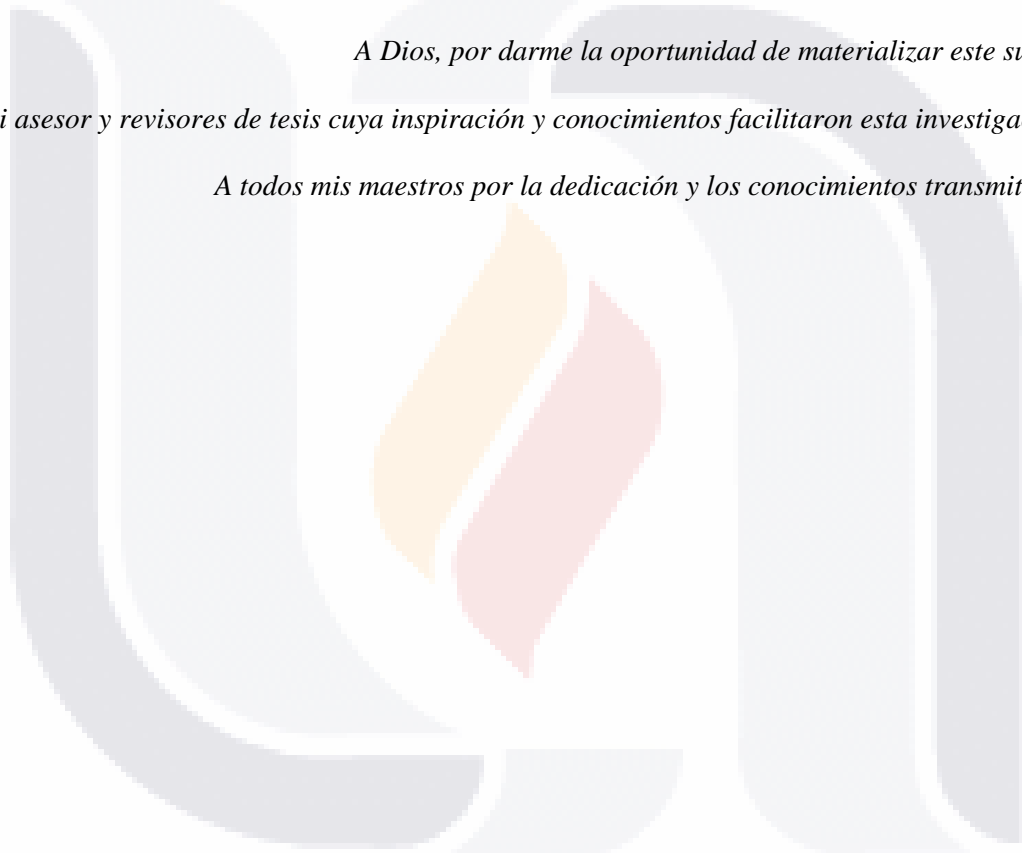 A Dios, por darme la oportunidad de materializar este su
i asesor y revisores de tesis cuya inspiración y conocimientos facilitaron esta investiga
A todos mis maestros por la dedicación y los conocimientos transmit